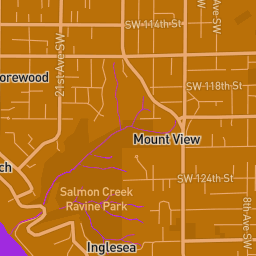 SW 114th St
21st Ave SW
orewood
SW 118th St
Mount View
ch
SW 124th St
Salmon Creek
Ravine Park
8th Ave SW
Inglesea